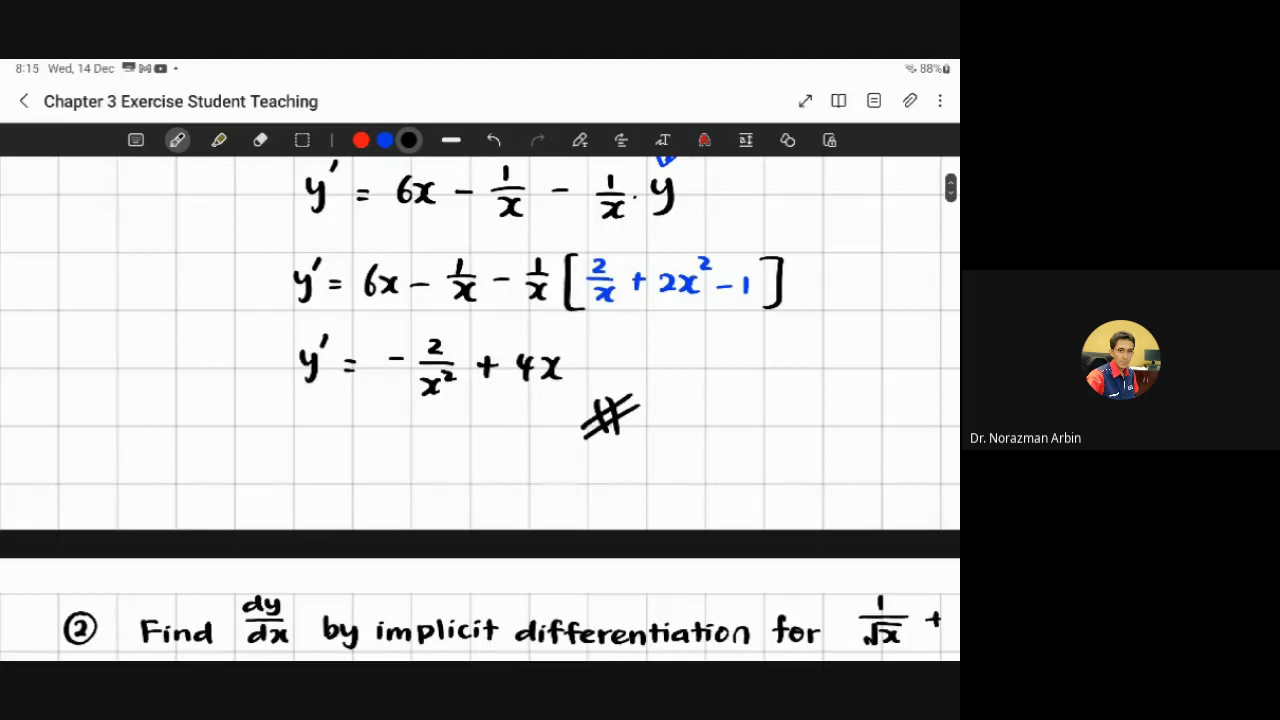 8:15 Wed, 14 Dec
88%
Chapter 3 Exercise Student Teaching
y' = 6x - 1/x - 1/x · y
y' = 6x - 1/x - 1/x [ 2/x + 2x² - 1 ]
y' = - 2/x² + 4x
② Find dy/dx by implicit differentiation for 1/√x +
Dr. Norazman Arbin